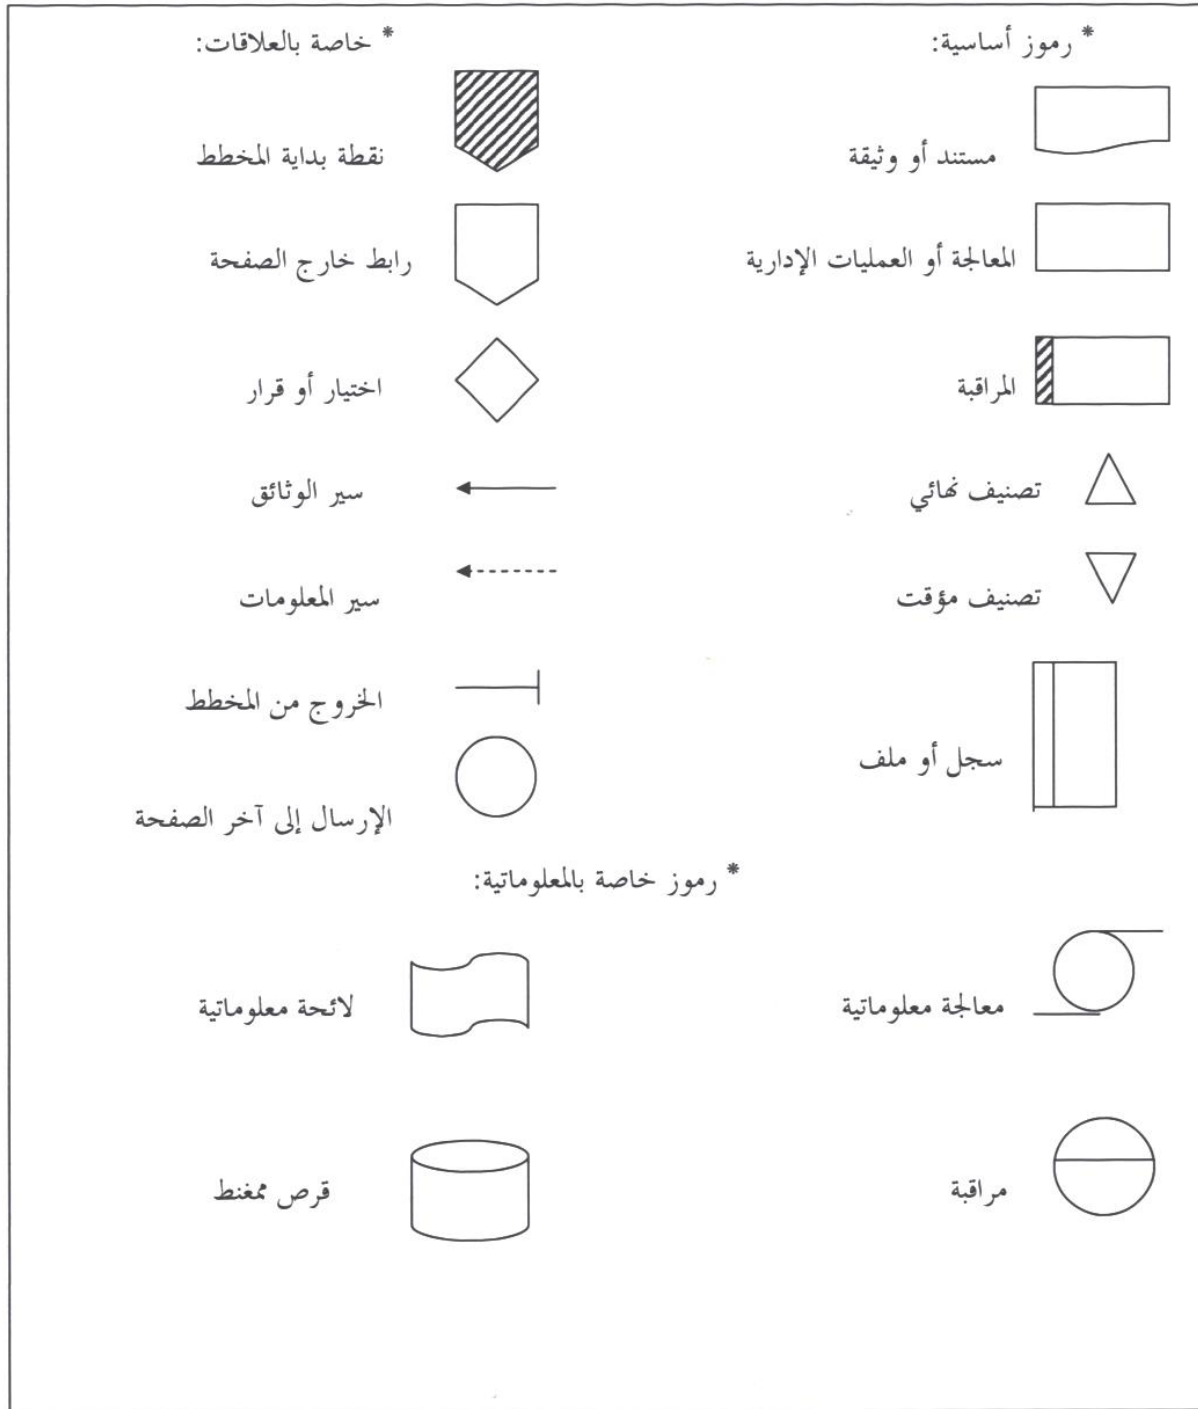 * رموز أساسية:
مستند أو وثيقة
المعالجة أو العمليات الإدارية
المراقبة
تصنيف نهائي
تصنيف مؤقت
سجل أو ملف
* خاصة بالعلاقات:
نقطة بداية المخطط
رابط خارج الصفحة
اختيار أو قرار
سير الوثائق
سير المعلومات
الخروج من المخطط
الإرسال إلى آخر الصفحة
* رموز خاصة بالمعلوماتية:
معالجة معلوماتية
لائحة معلوماتية
مراقبة
قرص ممغنط